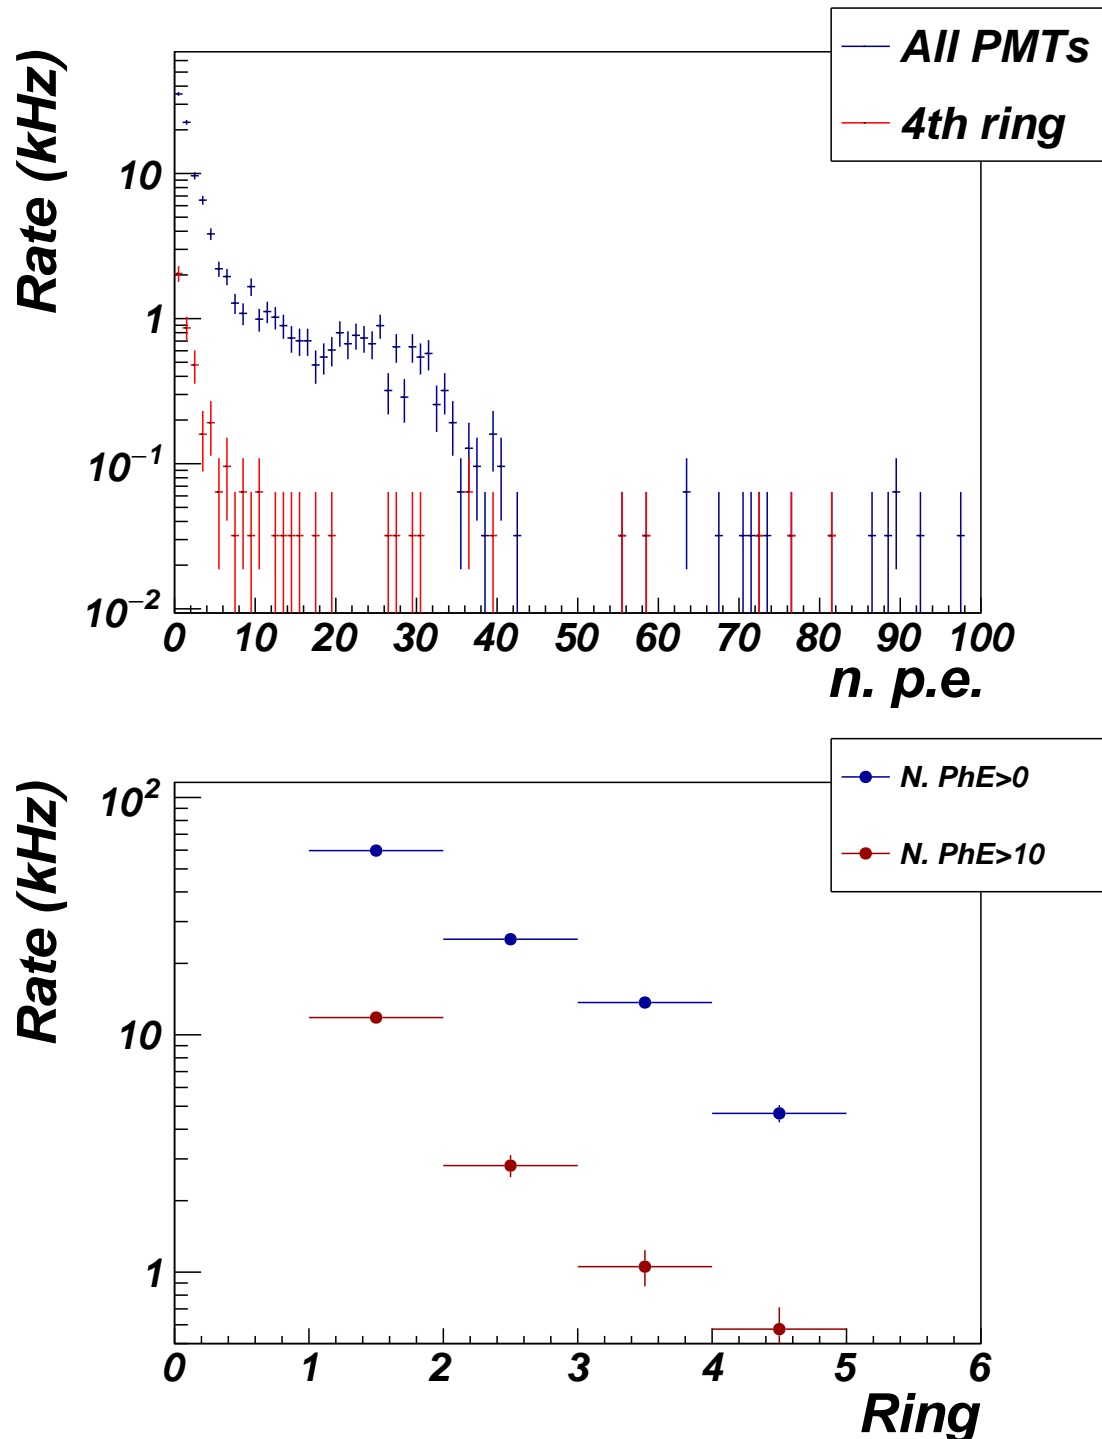 All PMTs
4th ring
Rate (kHz)
10
1
10⁻¹
10⁻²
0 10 20 30 40 50 60 70 80 90 100
n. p.e.
N. PhE>0
N. PhE>10
Rate (kHz)
10²
10
1
0 1 2 3 4 5 6
Ring